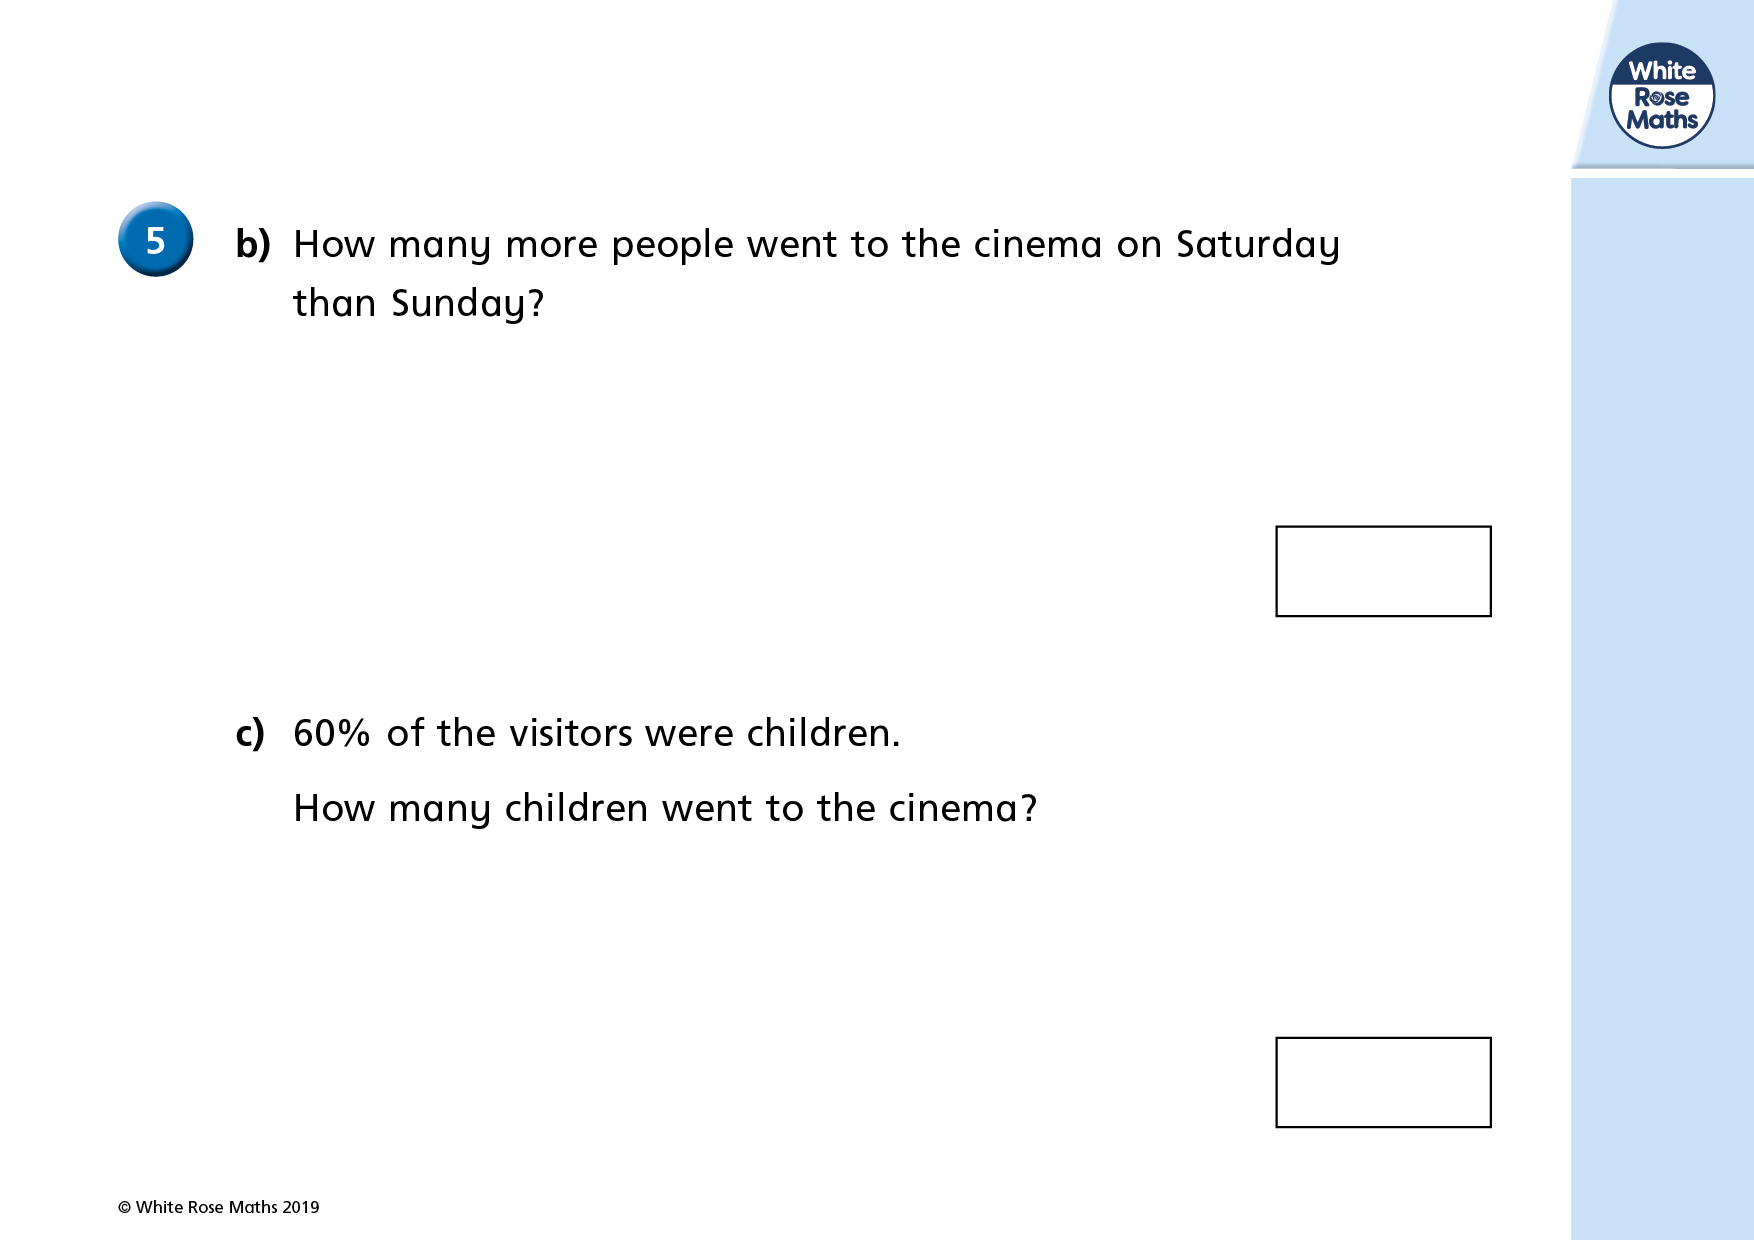 White
Rose
Maths
5 b) How many more people went to the cinema on Saturday
than Sunday?
c) 60% of the visitors were children.
How many children went to the cinema?
© White Rose Maths 2019